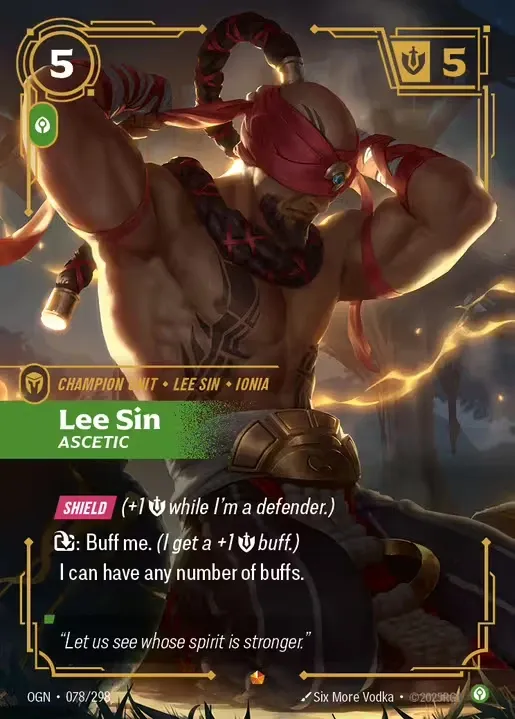 5
5
CHAMPION UNIT • LEE SIN • IONIA
Lee Sin
ASCETIC
SHIELD (+1 while I'm a defender.)
: Buff me. (I get a +1 buff.)
I can have any number of buffs.
"Let us see whose spirit is stronger."
OGN • 078/298
Six More Vodka • ©2025RGI